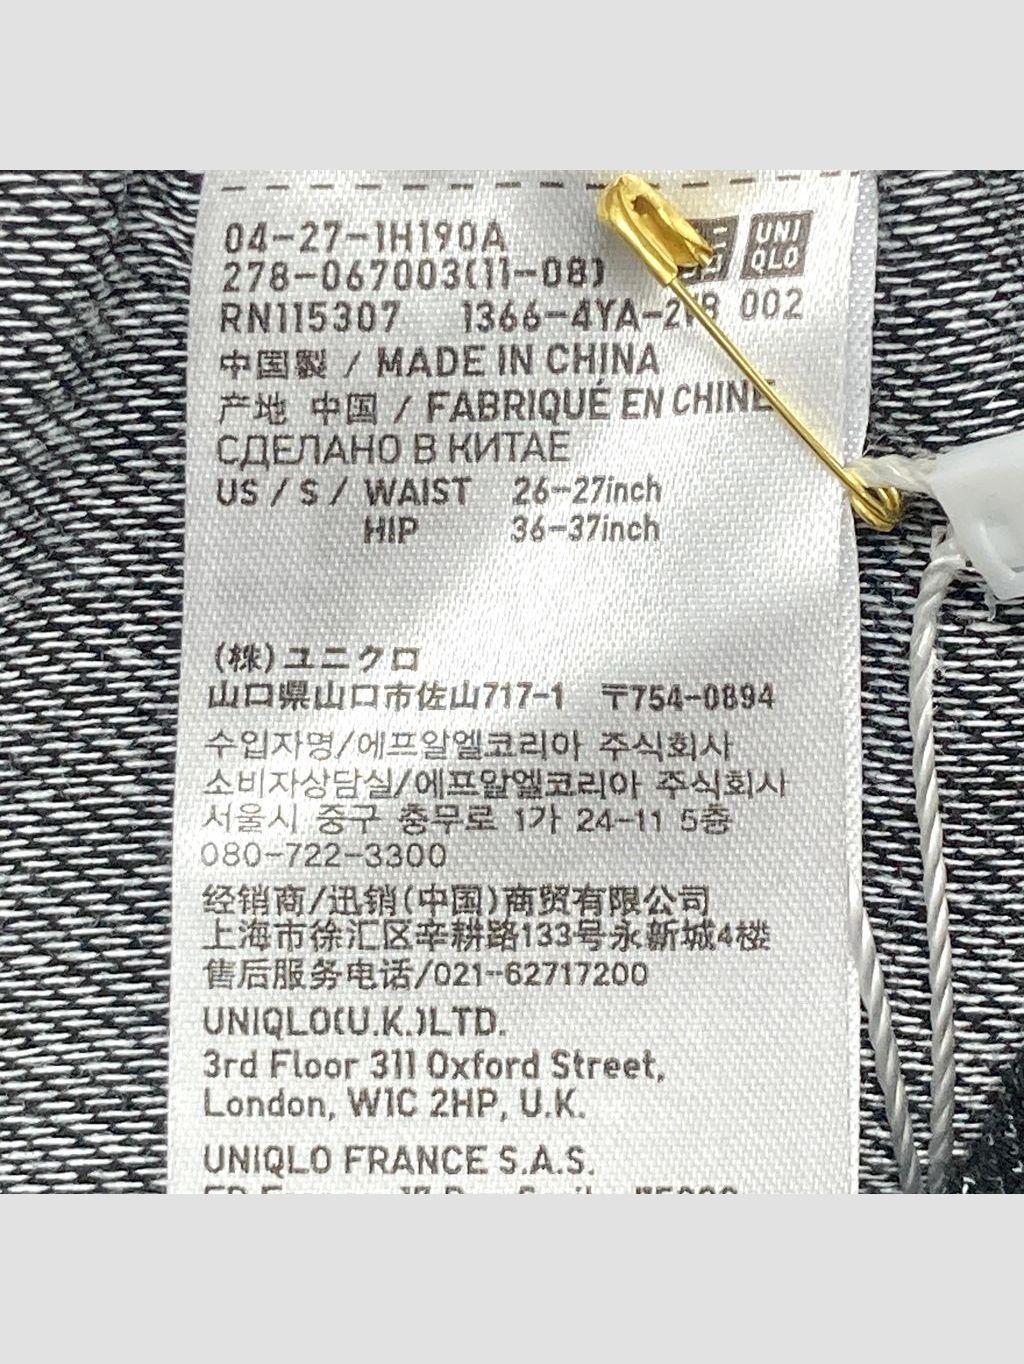 04-27-1H190A
278-067003(11-08)
UNI
QLO
RN115307 1366-4YA- 002
中国製 / MADE IN CHINA
产地 中国 / FABRIQUÉ EN CHINE
СДЕЛАНО В КИТАЕ
US / S / WAIST 26-27inch
HIP 36-37inch
(株)ユニクロ
山口県山口市佐山717-1 〒754-0894
수입자명/에프알엘코리아 주식회사
소비자상담실/에프알엘코리아 주식회사
서울시 중구 충무로 1가 24-11 5층
080-722-3300
经销商/迅销(中国)商贸有限公司
上海市徐汇区辛耕路133号永新城4楼
售后服务电话/021-62717200
UNIQLO(U.K.)LTD.
3rd Floor 311 Oxford Street,
London, W1C 2HP, U.K.
UNIQLO FRANCE S.A.S.